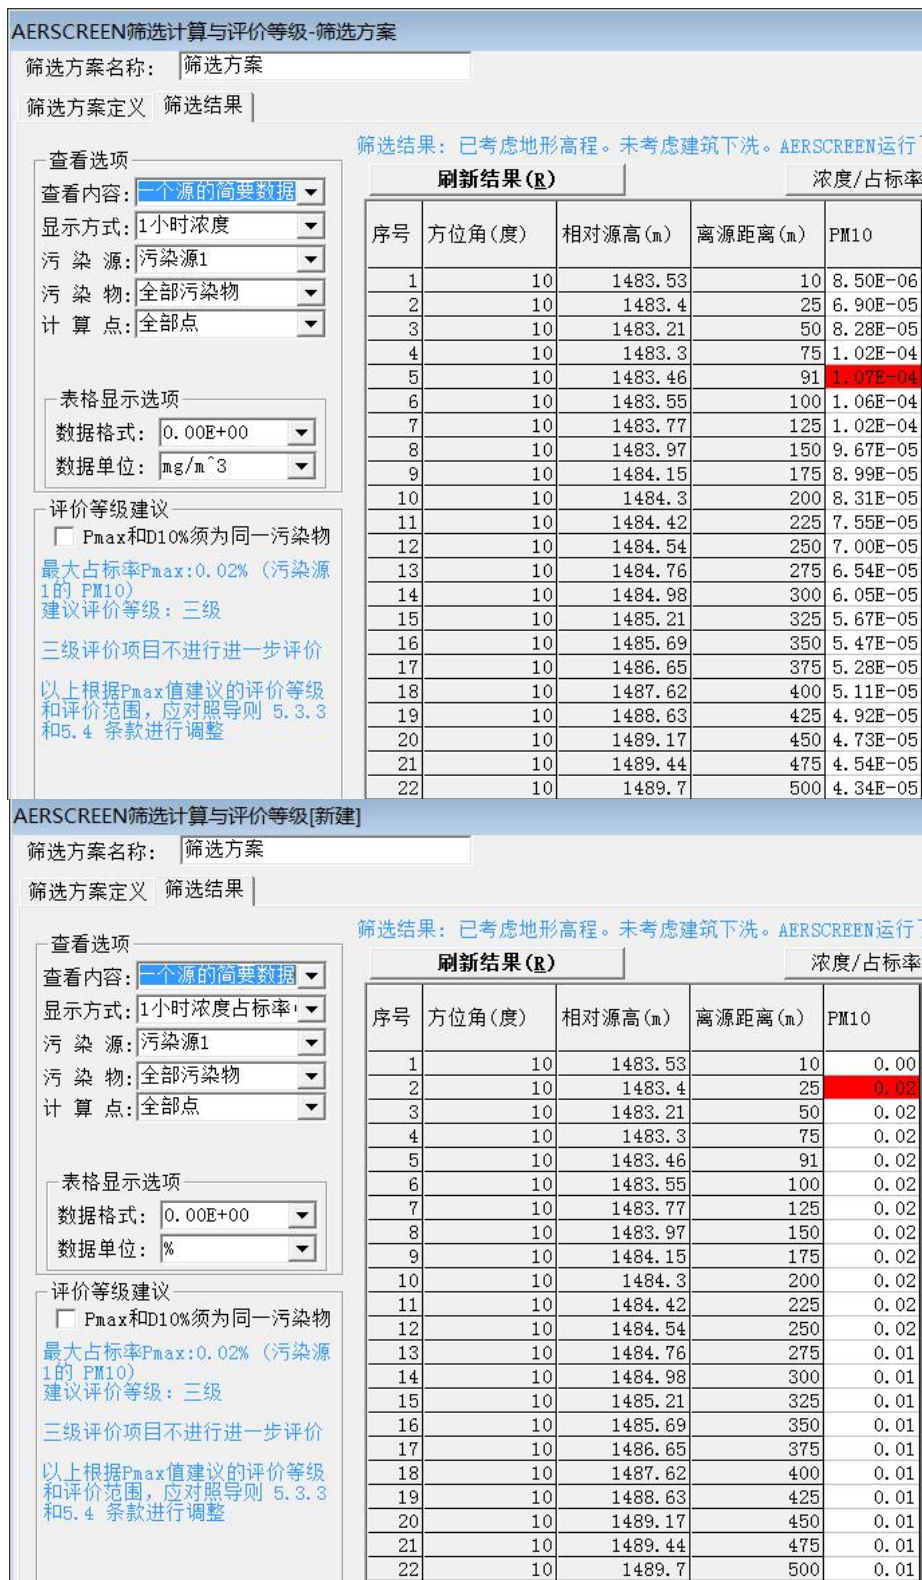 AERSCREEN筛选计算与评价等级-筛选方案
筛选方案名称: 筛选方案
筛选方案定义 筛选结果
查看选项
查看内容: 一个源的简要数据
显示方式: 1小时浓度
污 染 源: 污染源1
污 染 物: 全部污染物
计 算 点: 全部点
表格显示选项
数据格式: 0.00E+00
数据单位: mg/m^3
评价等级建议
Pmax和D10%须为同一污染物
最大占标率Pmax:0.02% (污染源
1的 PM10)
建议评价等级: 三级
三级评价项目不进行进一步评价
以上根据Pmax值建议的评价等级
和评价范围, 应对照导则 5.3.3
和5.4 条款进行调整
筛选结果: 已考虑地形高程。未考虑建筑下洗。AERSCREEN运行
刷新结果(R) 浓度/占标率
序号 方位角(度) 相对源高(m) 离源距离(m) PM10
1 10 1483.53 10 8.50E-06
2 10 1483.4 25 6.90E-05
3 10 1483.21 50 8.28E-05
4 10 1483.3 75 1.02E-04
5 10 1483.46 91 1.07E-04
6 10 1483.55 100 1.06E-04
7 10 1483.77 125 1.02E-04
8 10 1483.97 150 9.67E-05
9 10 1484.15 175 8.99E-05
10 10 1484.3 200 8.31E-05
11 10 1484.42 225 7.55E-05
12 10 1484.54 250 7.00E-05
13 10 1484.76 275 6.54E-05
14 10 1484.98 300 6.05E-05
15 10 1485.21 325 5.67E-05
16 10 1485.69 350 5.47E-05
17 10 1486.65 375 5.28E-05
18 10 1487.62 400 5.11E-05
19 10 1488.63 425 4.92E-05
20 10 1489.17 450 4.73E-05
21 10 1489.44 475 4.54E-05
22 10 1489.7 500 4.34E-05
AERSCREEN筛选计算与评价等级[新建]
筛选方案名称: 筛选方案
筛选方案定义 筛选结果
查看选项
查看内容: 一个源的简要数据
显示方式: 1小时浓度占标率
污 染 源: 污染源1
污 染 物: 全部污染物
计 算 点: 全部点
表格显示选项
数据格式: 0.00E+00
数据单位: %
评价等级建议
Pmax和D10%须为同一污染物
最大占标率Pmax:0.02% (污染源
1的 PM10)
建议评价等级: 三级
三级评价项目不进行进一步评价
以上根据Pmax值建议的评价等级
和评价范围, 应对照导则 5.3.3
和5.4 条款进行调整
筛选结果: 已考虑地形高程。未考虑建筑下洗。AERSCREEN运行
刷新结果(R) 浓度/占标率
序号 方位角(度) 相对源高(m) 离源距离(m) PM10
1 10 1483.53 10 0.00
2 10 1483.4 25 0.02
3 10 1483.21 50 0.02
4 10 1483.3 75 0.02
5 10 1483.46 91 0.02
6 10 1483.55 100 0.02
7 10 1483.77 125 0.02
8 10 1483.97 150 0.02
9 10 1484.15 175 0.02
10 10 1484.3 200 0.02
11 10 1484.42 225 0.02
12 10 1484.54 250 0.02
13 10 1484.76 275 0.01
14 10 1484.98 300 0.01
15 10 1485.21 325 0.01
16 10 1485.69 350 0.01
17 10 1486.65 375 0.01
18 10 1487.62 400 0.01
19 10 1488.63 425 0.01
20 10 1489.17 450 0.01
21 10 1489.44 475 0.01
22 10 1489.7 500 0.01